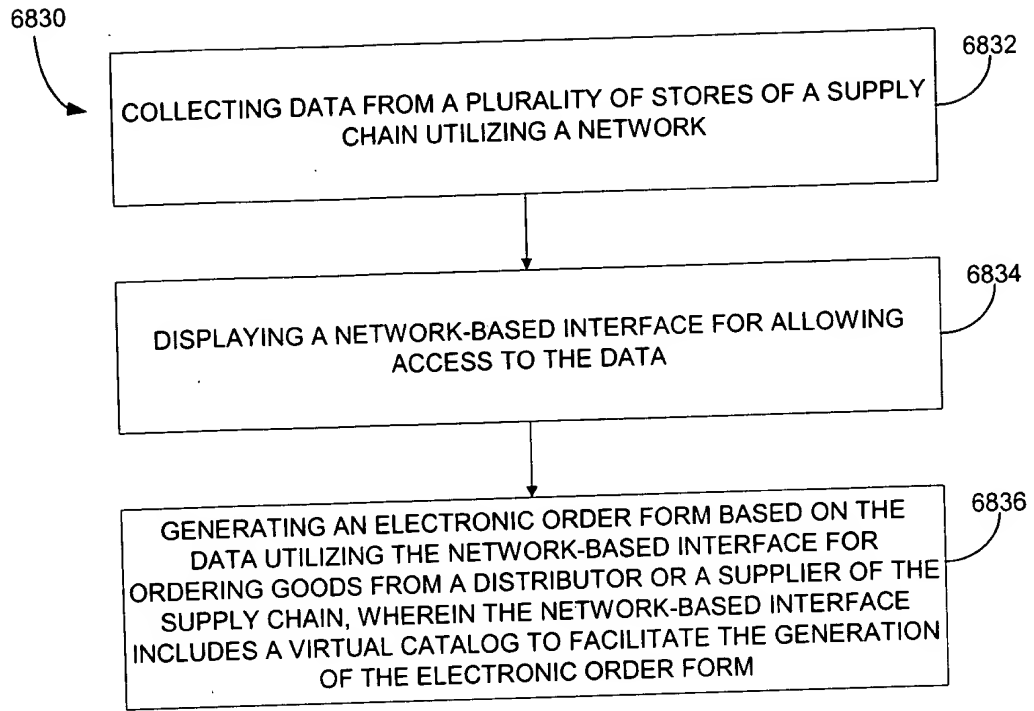 6830
6832
COLLECTING DATA FROM A PLURALITY OF STORES OF A SUPPLY
CHAIN UTILIZING A NETWORK
6834
DISPLAYING A NETWORK-BASED INTERFACE FOR ALLOWING
ACCESS TO THE DATA
6836
GENERATING AN ELECTRONIC ORDER FORM BASED ON THE
DATA UTILIZING THE NETWORK-BASED INTERFACE FOR
ORDERING GOODS FROM A DISTRIBUTOR OR A SUPPLIER OF THE
SUPPLY CHAIN, WHEREIN THE NETWORK-BASED INTERFACE
INCLUDES A VIRTUAL CATALOG TO FACILITATE THE GENERATION
OF THE ELECTRONIC ORDER FORM